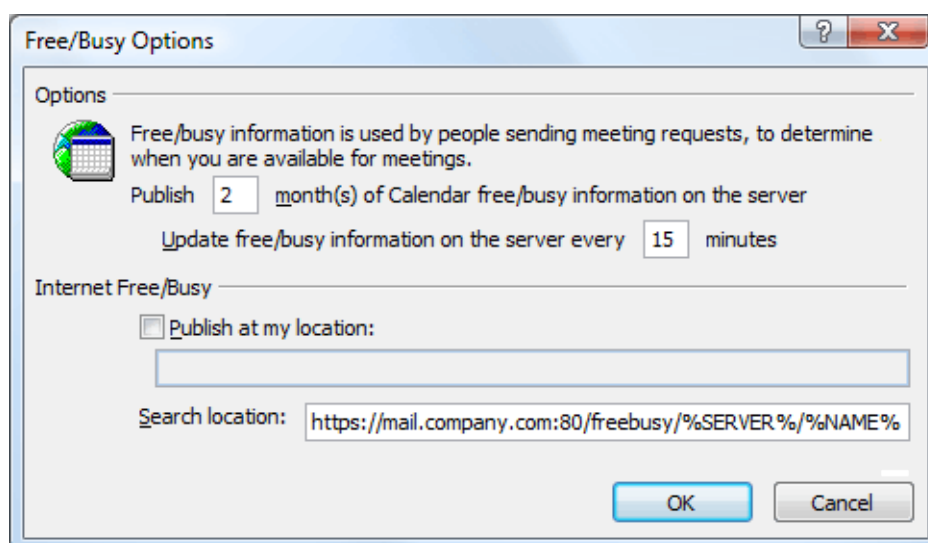 Free/Busy Options
?
Options
Free/busy information is used by people sending meeting requests, to determine
when you are available for meetings.
Publish 2 month(s) of Calendar free/busy information on the server
Update free/busy information on the server every 15 minutes
Internet Free/Busy
Publish at my location:
Search location: https://mail.company.com:80/freebusy/%SERVER%/%NAME%
OK Cancel